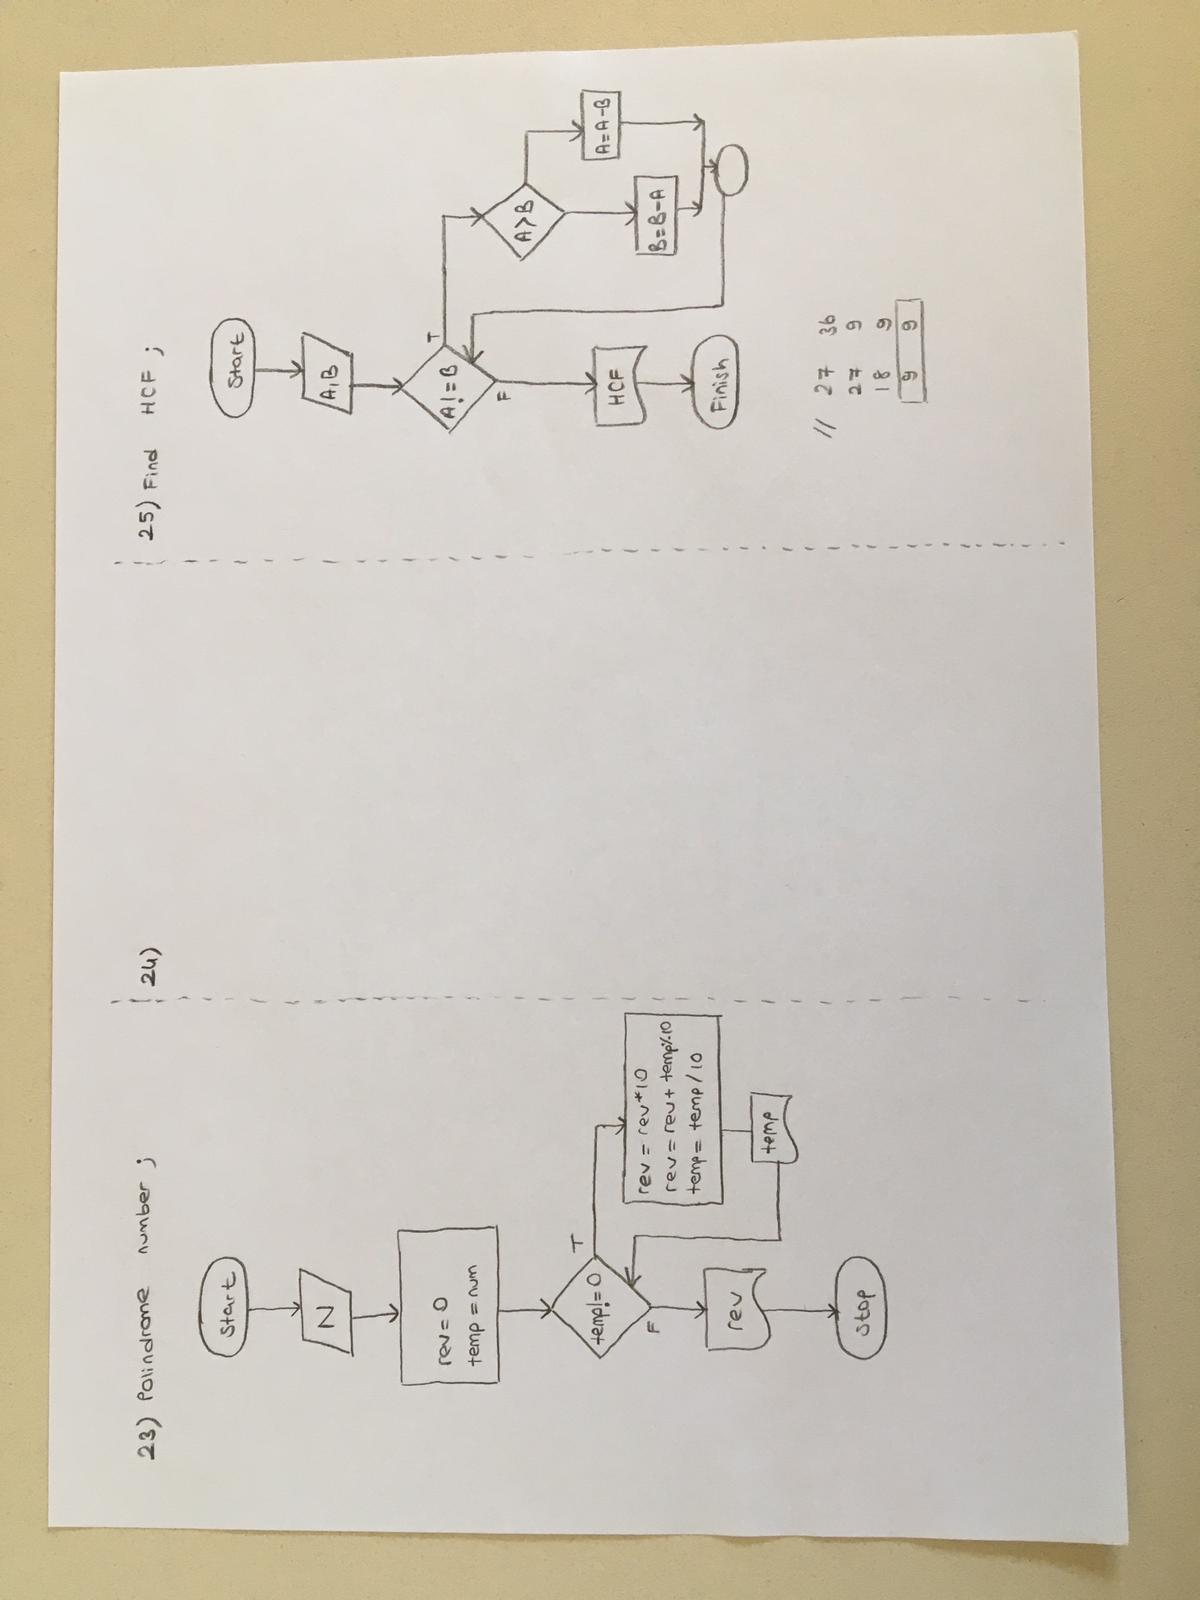 23) Polindrome number ;
Start
N
rev = 0
temp = num
temp != 0
T
F
rev = rev*10
rev = rev + temp%10
temp = temp / 10
temp
rev
stop
24)
25) Find HCF ;
Start
A, B
A != B
T
F
A > B
A = A - B
B = B - A
HCF
Finish
// 27 36
27 9
18 9
9 9